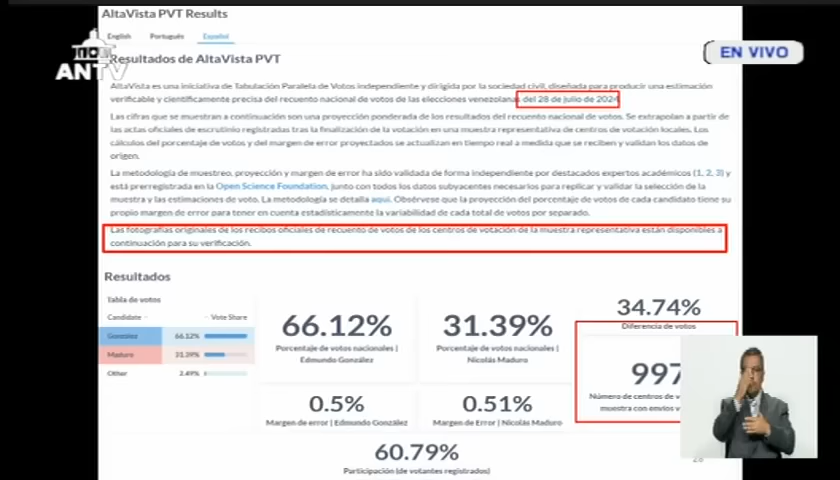 AltaVista PVT Results
English Português Español
ANTV
EN VIVO
Resultados de AltaVista PVT
AltaVista es una iniciativa de Tabulación Paralela de Votos independiente y dirigida por la sociedad civil, diseñada para producir una estimación
verificable y científicamente precisa del recuento nacional de votos de las elecciones venezolanas del 28 de julio de 2024.
Las cifras que se muestran a continuación son una proyección ponderada de los resultados del recuento nacional de votos. Se extrapolan a partir de
las actas oficiales de escrutinio registradas tras la finalización de la votación en una muestra representativa de centros de votación locales. Los
cálculos del porcentaje de votos y del margen de error proyectados se actualizan en tiempo real a medida que se reciben y validan los datos de
origen.
La metodología de muestreo, proyección y margen de error ha sido validada de forma independiente por destacados expertos académicos (1, 2, 3) y
está prerregistrada en la Open Science Foundation, junto con todos los datos subyacentes necesarios para replicar y validar la selección de la
muestra y las estimaciones de voto. La metodología se detalla aquí. Obsérvese que la proyección del porcentaje de votos de cada candidato tiene su
propio margen de error para tener en cuenta estadísticamente la variabilidad de cada total de votos por separado.
Las fotografías originales de los recibos oficiales de recuento de votos de los centros de votación de la muestra representativa están disponibles a
continuación para su verificación.
Resultados
Tabla de votos
Candidate Vote Share
González 66.12%
Maduro 31.39%
Other 2.49%
66.12%
Porcentaje de votos nacionales |
Edmundo González
31.39%
Porcentaje de votos nacionales |
Nicolás Maduro
34.74%
Diferencia de votos
997
Número de centros de
muestra con envíos
0.5%
Margen de error | Edmundo González
0.51%
Margen de Error | Nicolás Maduro
60.79%
Participación (de votantes registrados)